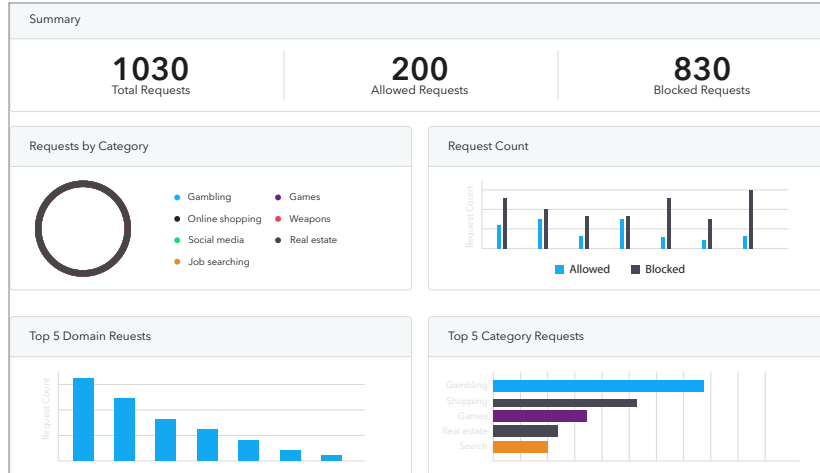 Summary
1030
Total Requests
200
Allowed Requests
830
Blocked Requests
Requests by Category
Gambling
Online shopping
Social media
Job searching
Games
Weapons
Real estate
Request Count
Request Count
Allowed
Blocked
Top 5 Domain Reuests
Request Count
Top 5 Category Requests
Gambling
Shopping
Games
Real estate
Search